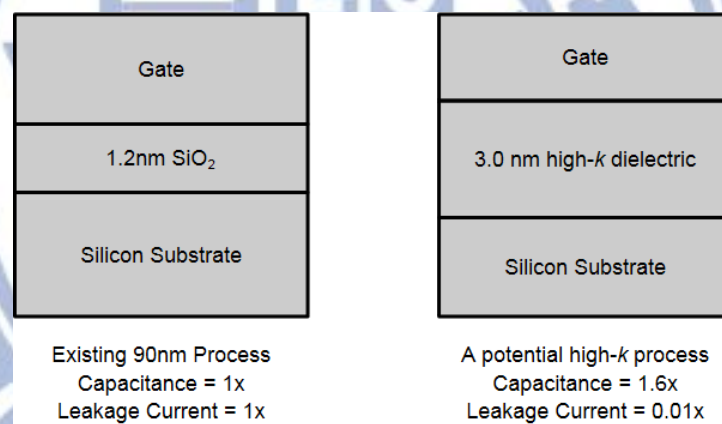 Gate
1.2nm SiO₂
Silicon Substrate
Existing 90nm Process
Capacitance = 1x
Leakage Current = 1x
Gate
3.0 nm high-k dielectric
Silicon Substrate
A potential high-k process
Capacitance = 1.6x
Leakage Current = 0.01x